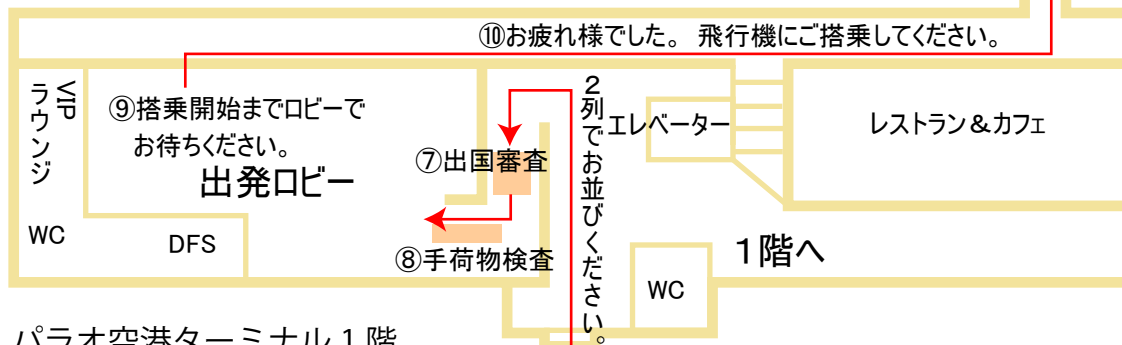 ⑩お疲れ様でした。 飛行機にご搭乗してください。
VIP
ラウンジ
⑨搭乗開始までロビーで
お待ちください。
出発ロビー
⑦出国審査
⑧手荷物検査
2列でお並びください。
エレベーター
レストラン&カフェ
WC
DFS
1階へ
WC
パラオ空港ターミナル1階